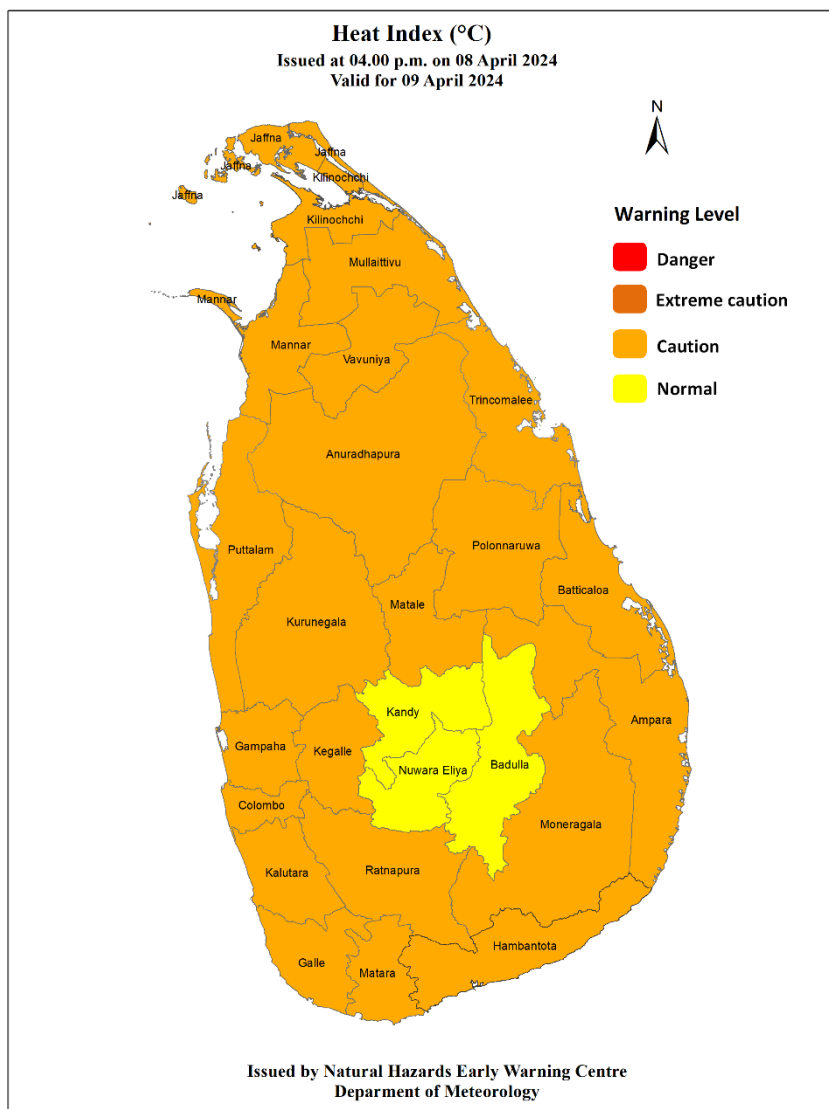 Heat Index (°C)
Issued at 04.00 p.m. on 08 April 2024
Valid for 09 April 2024
N
Jaffna
Jaffna
Jaffna
Kilinochchi
Jaffna
Kilinochchi
Mullaittivu
Mannar
Mannar
Vavuniya
Trincomalee
Anuradhapura
Puttalam
Polonnaruwa
Batticaloa
Matale
Kurunegala
Kandy
Ampara
Gampaha
Kegalle
Nuwara Eliya
Badulla
Colombo
Moneragala
Kalutara
Ratnapura
Hambantota
Galle
Matara
Warning Level
Danger
Extreme caution
Caution
Normal
Issued by Natural Hazards Early Warning Centre
Deparment of Meteorology